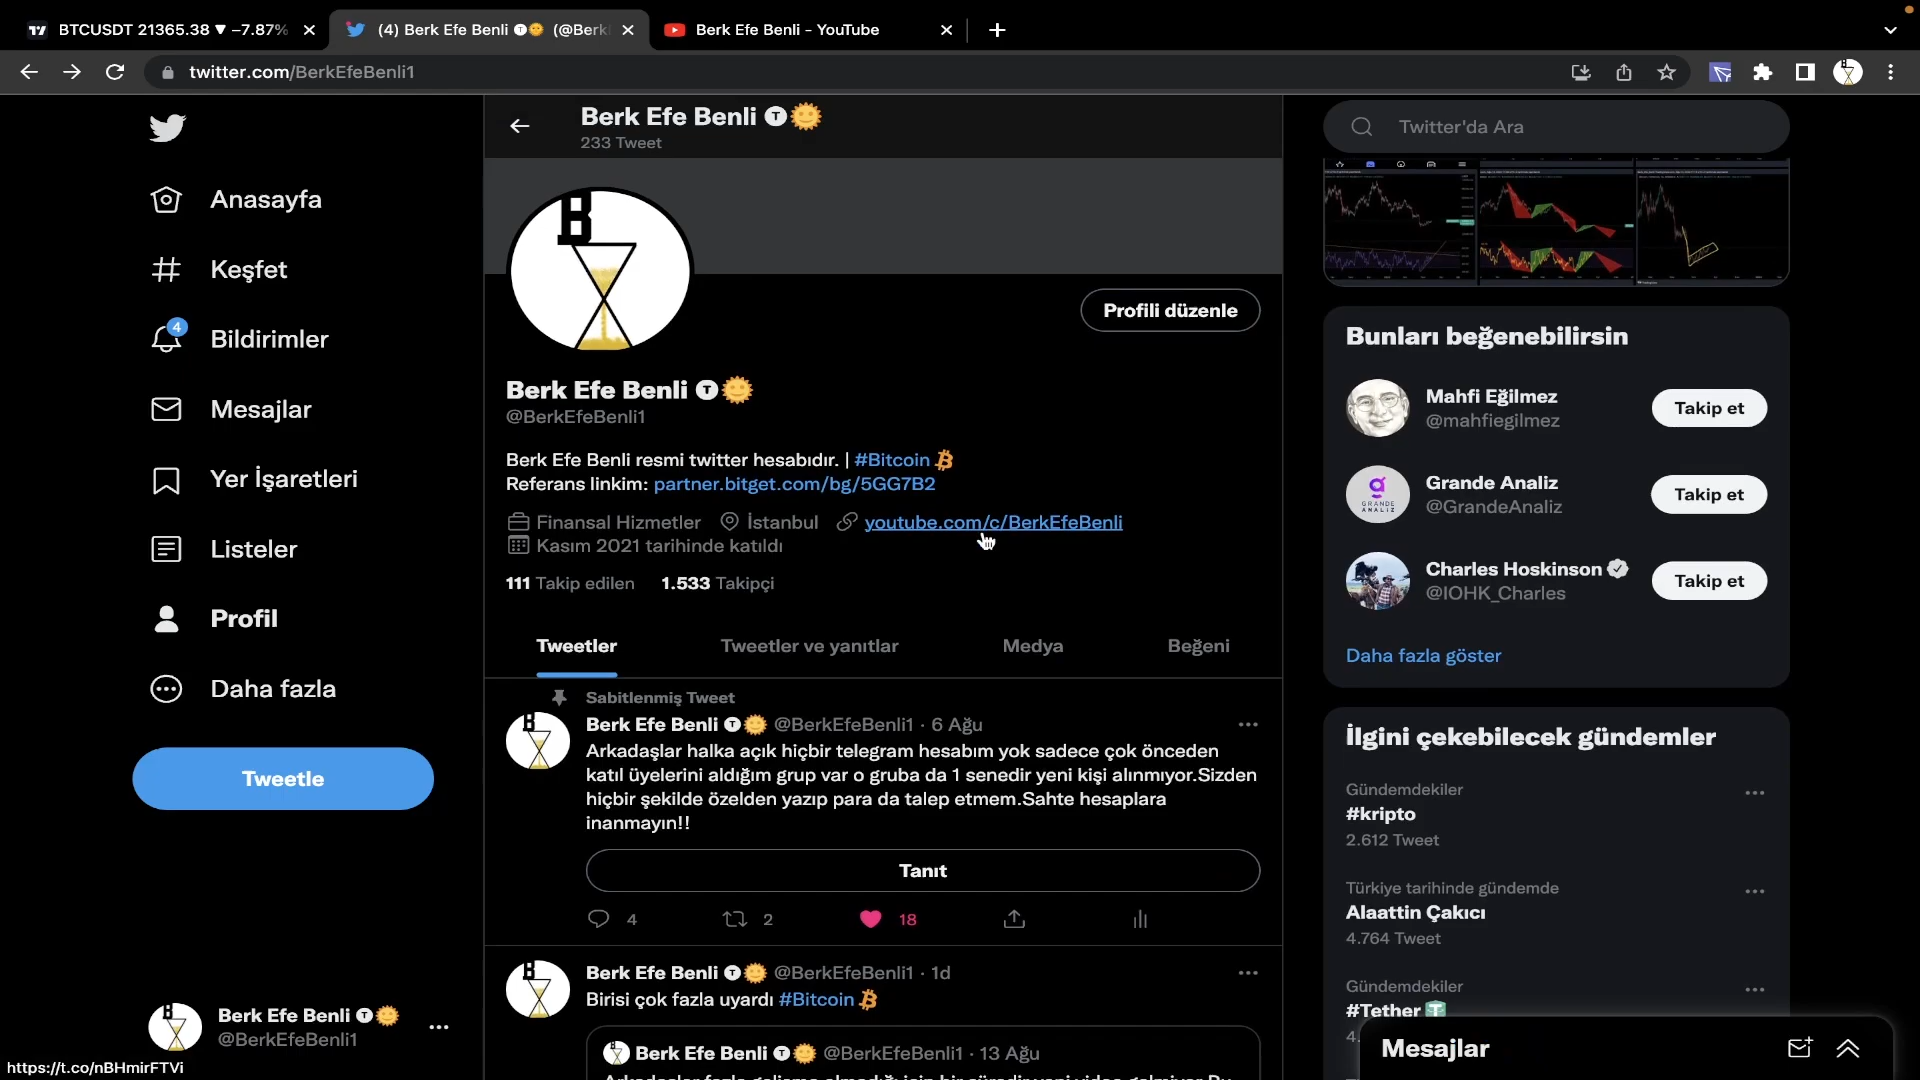 BTCUSDT 21365.38 ▼ −7.87%
(4) Berk Efe Benli Ⓣ🌞 (@Berk
Berk Efe Benli - YouTube
twitter.com/BerkEfeBenli1
Berk Efe Benli Ⓣ🌞
233 Tweet
Twitter'da Ara
Anasayfa
Keşfet
4
Bildirimler
Mesajlar
Yer İşaretleri
Listeler
Profil
Daha fazla
Tweetle
Berk Efe Benli Ⓣ🌞
@BerkEfeBenli1
https://t.co/nBHmirFTVi
B
Profili düzenle
Berk Efe Benli Ⓣ🌞
@BerkEfeBenli1
Berk Efe Benli resmi twitter hesabıdır. | #Bitcoin
Referans linkim: partner.bitget.com/bg/5GG7B2
Finansal Hizmetler İstanbul youtube.com/c/BerkEfeBenli
Kasım 2021 tarihinde katıldı
111 Takip edilen 1.533 Takipçi
Tweetler Tweetler ve yanıtlar Medya Beğeni
Sabitlenmiş Tweet
Berk Efe Benli Ⓣ🌞 @BerkEfeBenli1 · 6 Ağu
Arkadaşlar halka açık hiçbir telegram hesabım yok sadece çok önceden
katıl üyelerini aldığım grup var o gruba da 1 senedir yeni kişi alınmıyor.Sizden
hiçbir şekilde özelden yazıp para da talep etmem.Sahte hesaplara
inanmayın!!
Tanıt
4 2 18
Berk Efe Benli Ⓣ🌞 @BerkEfeBenli1 · 1d
Birisi çok fazla uyardı #Bitcoin
Berk Efe Benli Ⓣ🌞 @BerkEfeBenli1 · 13 Ağu
Bunları beğenebilirsin
Mahfi Eğilmez
@mahfiegilmez
Takip et
GRANDE
ANALİZ
Grande Analiz
@GrandeAnaliz
Takip et
Charles Hoskinson
@IOHK_Charles
Takip et
Daha fazla göster
İlgini çekebilecek gündemler
Gündemdekiler
#kripto
2.612 Tweet
Türkiye tarihinde gündemde
Alaattin Çakıcı
4.764 Tweet
Gündemdekiler
#Tether
Mesajlar